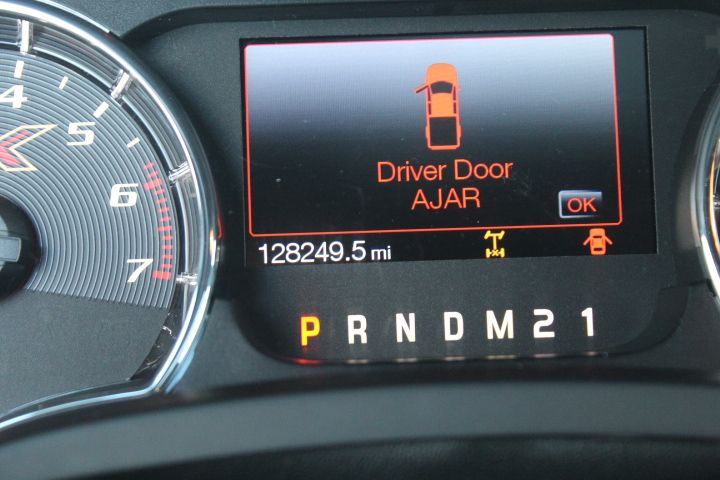 4
5
6
7
Driver Door
AJAR
OK
128249.5 mi
P R N D M 2 1